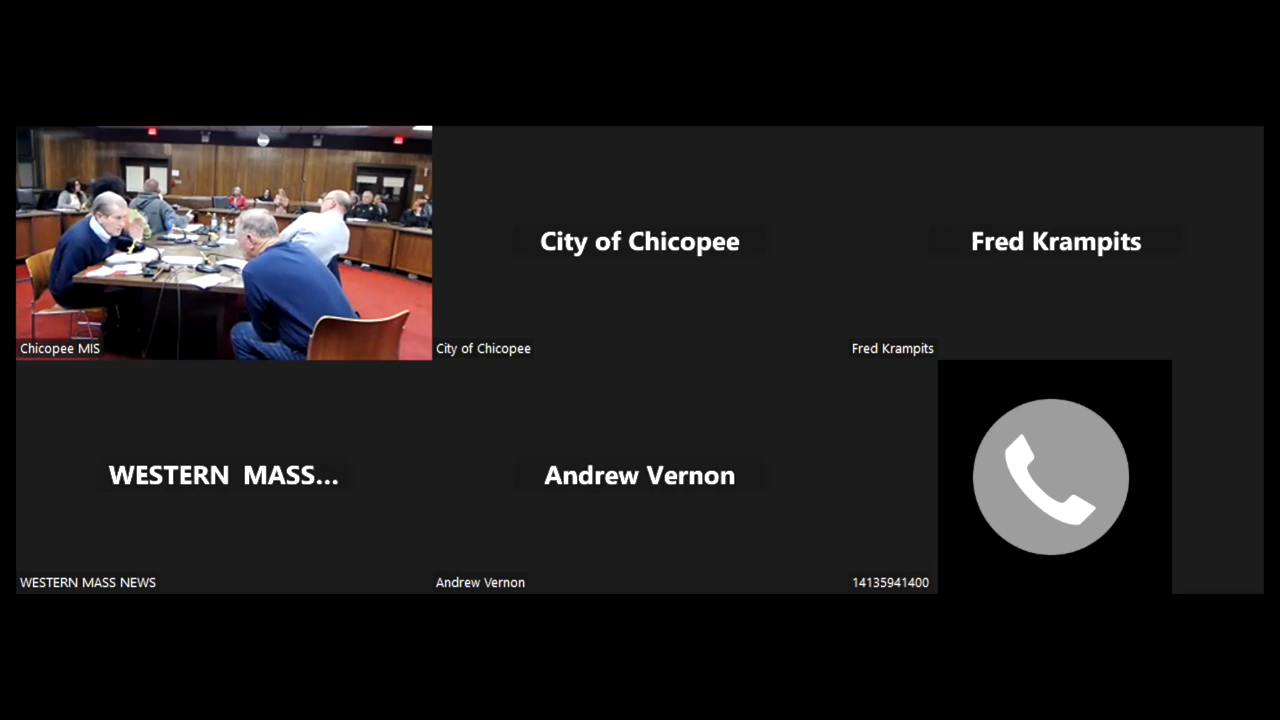 City of Chicopee
Fred Krampits
Chicopee MIS
City of Chicopee
Fred Krampits
WESTERN MASS...
Andrew Vernon
WESTERN MASS NEWS
Andrew Vernon
14135941400